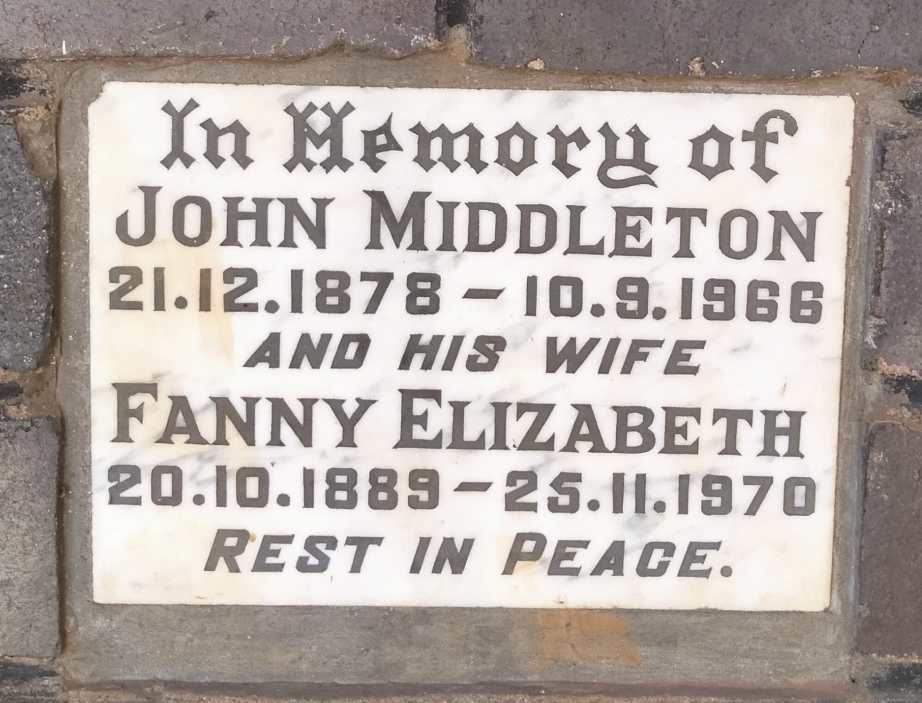 In Memory of
JOHN MIDDLETON
21.12.1878 – 10.9.1966
AND HIS WIFE
FANNY ELIZABETH
20.10.1889 – 25.11.1970
REST IN PEACE.